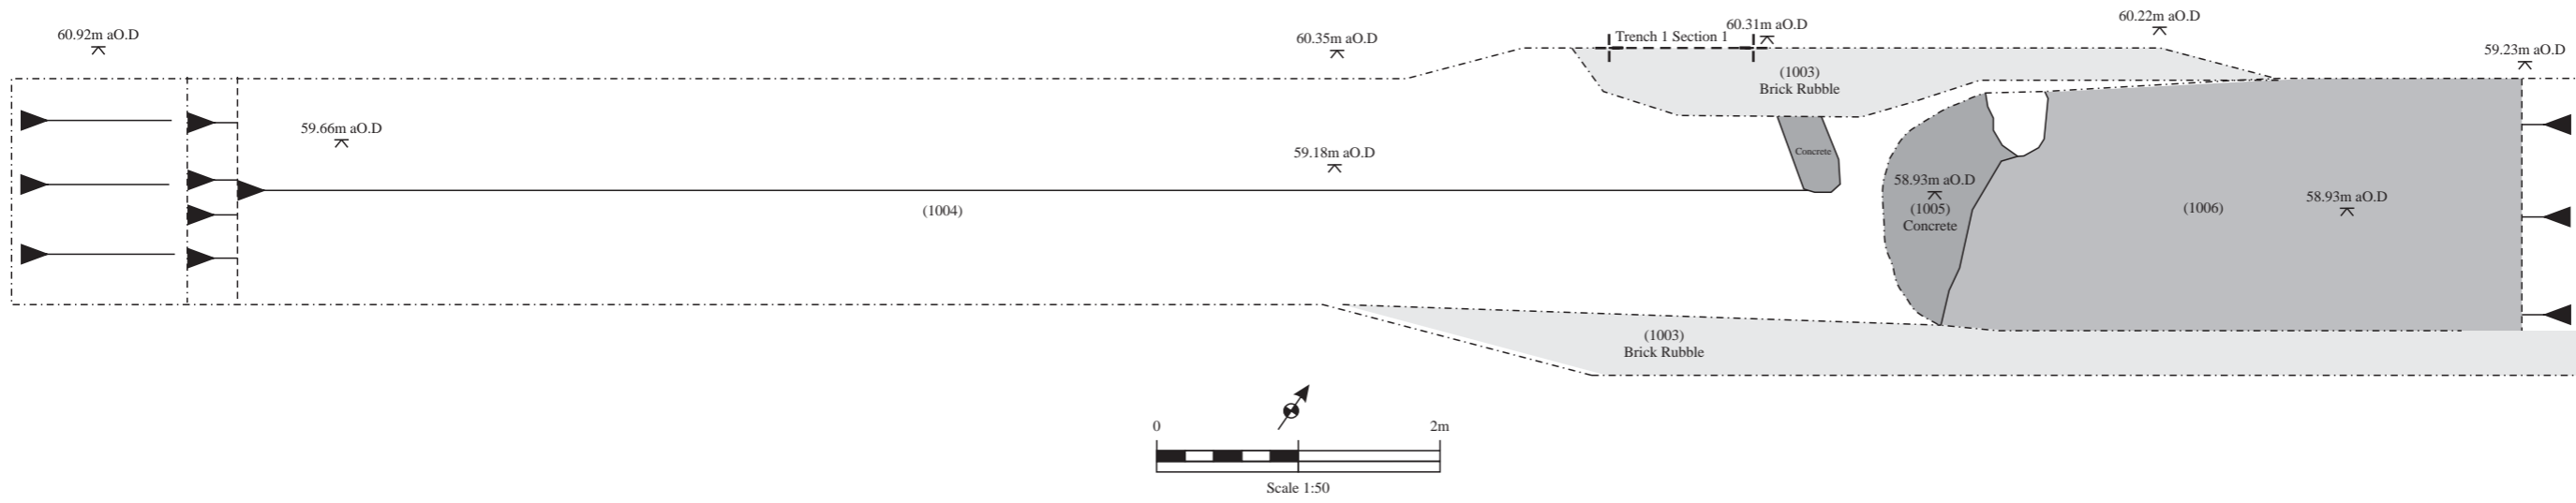 60.92m aO.D
60.35m aO.D
Trench 1 Section 1
60.31m aO.D
60.22m aO.D
59.23m aO.D
(1003)
Brick Rubble
59.66m aO.D
59.18m aO.D
Concrete
58.93m aO.D
(1005)
Concrete
(1004)
(1006)
58.93m aO.D
(1003)
Brick Rubble
0
2m
Scale 1:50